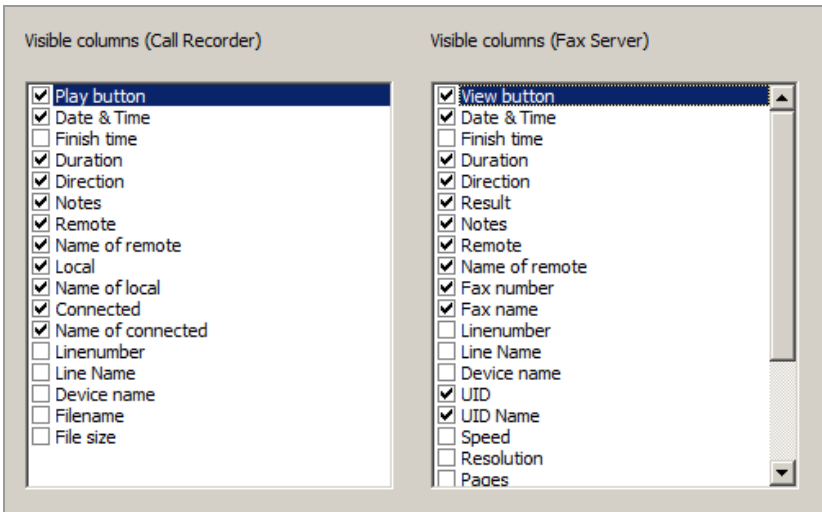 Visible columns (Call Recorder)
Play button
Date & Time
Finish time
Duration
Direction
Notes
Remote
Name of remote
Local
Name of local
Connected
Name of connected
Linenumber
Line Name
Device name
Filename
File size
Visible columns (Fax Server)
View button
Date & Time
Finish time
Duration
Direction
Result
Notes
Remote
Name of remote
Fax number
Fax name
Linenumber
Line Name
Device name
UID
UID Name
Speed
Resolution
Pages